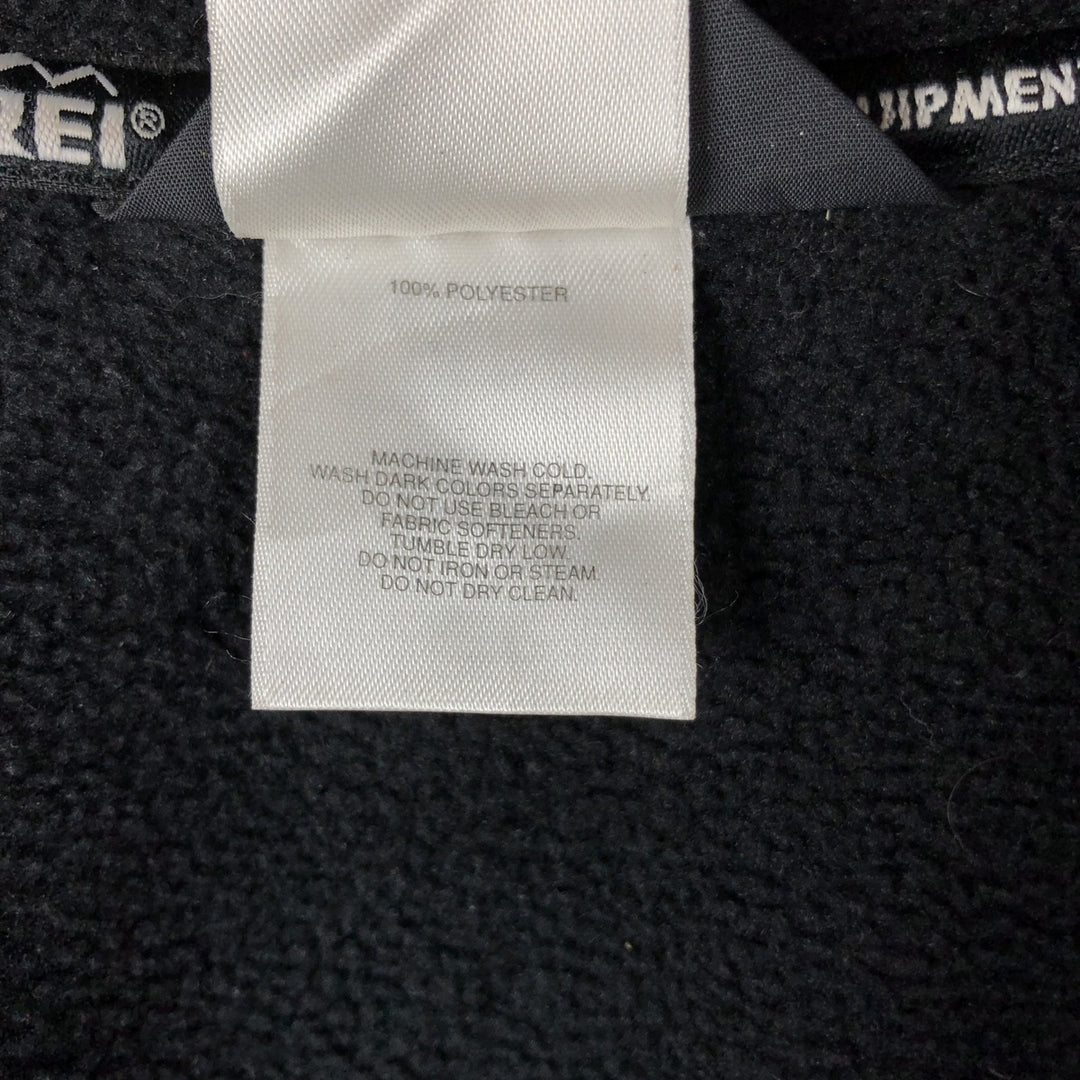 REI®
UIPMENT
100% POLYESTER
MACHINE WASH COLD.
WASH DARK COLORS SEPARATELY.
DO NOT USE BLEACH OR
FABRIC SOFTENERS.
TUMBLE DRY LOW.
DO NOT IRON OR STEAM
DO NOT DRY CLEAN.